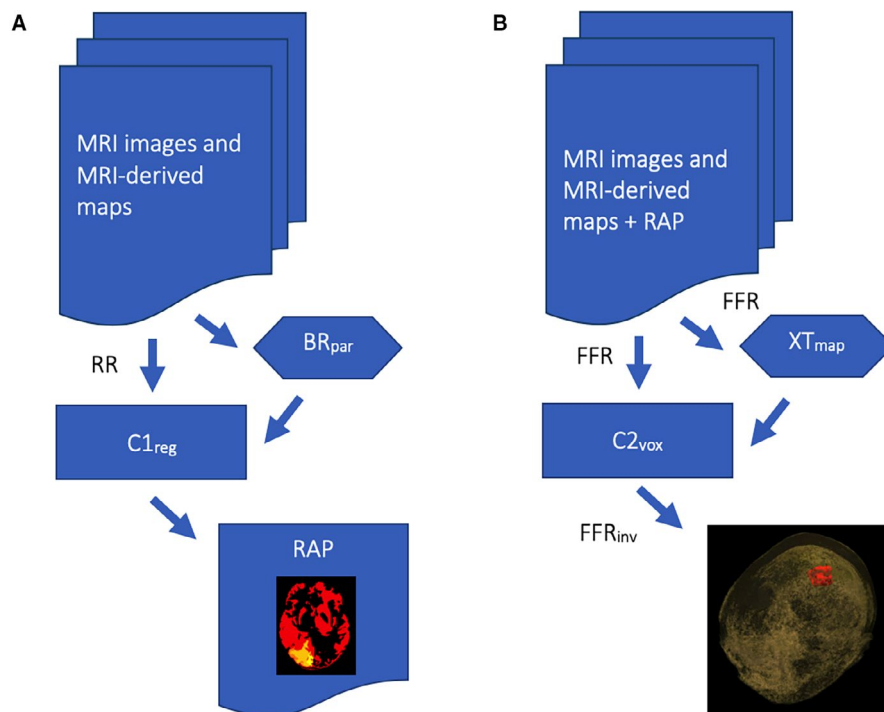 A
MRI images and
MRI-derived
maps
RR
BRpar
C1reg
RAP
B
MRI images and
MRI-derived
maps + RAP
FFR
FFR
XTmap
C2vox
FFRinv